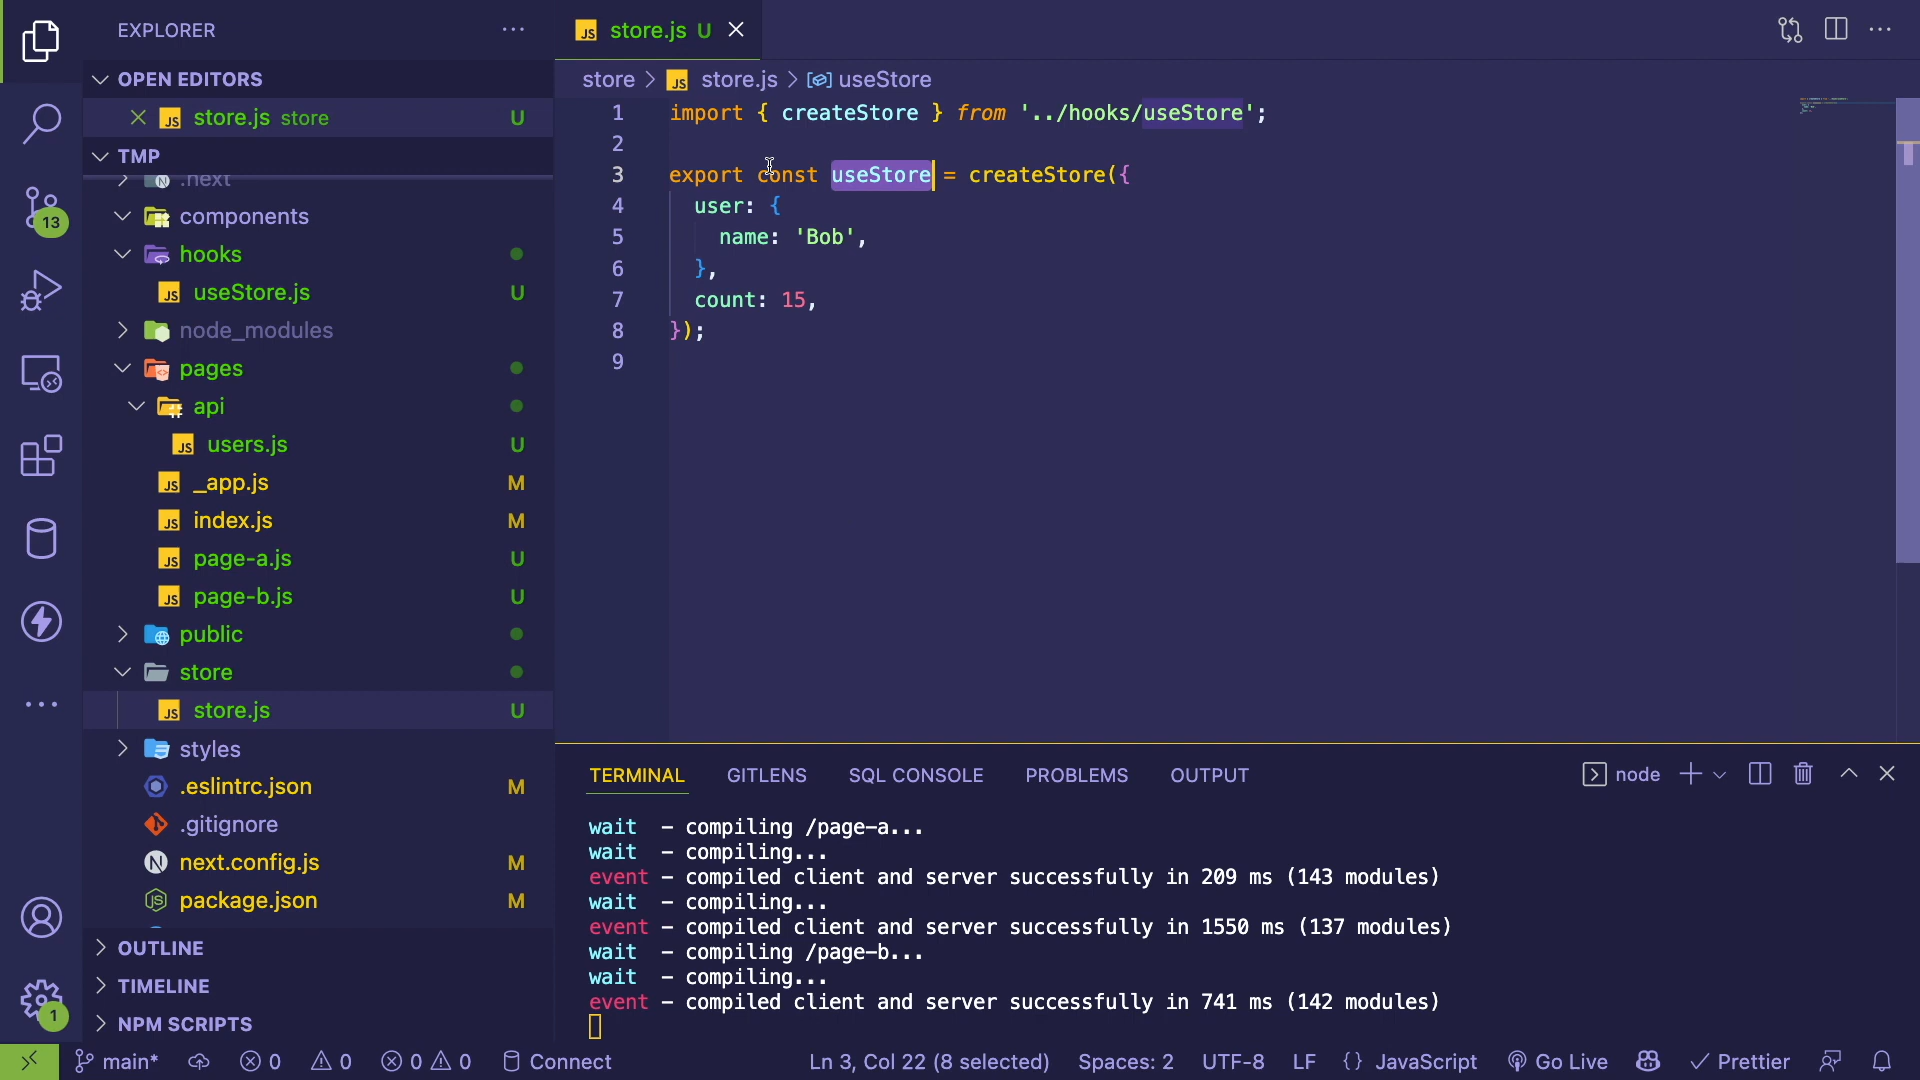 EXPLORER
OPEN EDITORS
store.js store U
TMP
.next
components
hooks
useStore.js U
node_modules
pages
api
users.js U
_app.js M
index.js M
page-a.js U
page-b.js U
public
store
store.js U
styles
.eslintrc.json M
.gitignore
next.config.js M
package.json M
OUTLINE
TIMELINE
NPM SCRIPTS
13
1
store.js U
store > store.js > useStore
1 import { createStore } from '../hooks/useStore';
2
3 export const useStore = createStore({
4 user: {
5 name: 'Bob',
6 },
7 count: 15,
8 });
9
TERMINAL GITLENS SQL CONSOLE PROBLEMS OUTPUT node
wait - compiling /page-a...
wait - compiling...
event - compiled client and server successfully in 209 ms (143 modules)
wait - compiling...
event - compiled client and server successfully in 1550 ms (137 modules)
wait - compiling /page-b...
wait - compiling...
event - compiled client and server successfully in 741 ms (142 modules)
main* 0 0 0 0 Connect Ln 3, Col 22 (8 selected) Spaces: 2 UTF-8 LF {} JavaScript Go Live Prettier